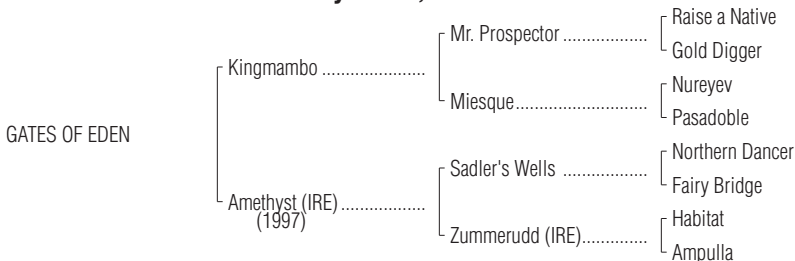 Raise a Native
Mr. Prospector ....................
Gold Digger
Kingmambo ......................
Nureyev
Miesque...............................
Pasadoble
GATES OF EDEN
Northern Dancer
Sadler's Wells ....................
Fairy Bridge
Amethyst (IRE) ..................
(1997)
Habitat
Zummerudd (IRE)...............
Ampulla